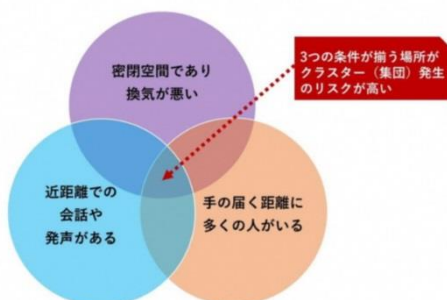 密閉空間であり
換気が悪い
3つの条件が揃う場所が
クラスター（集団）発生
のリスクが高い
近距離での
会話や
発声がある
手の届く距離に
多くの人がいる